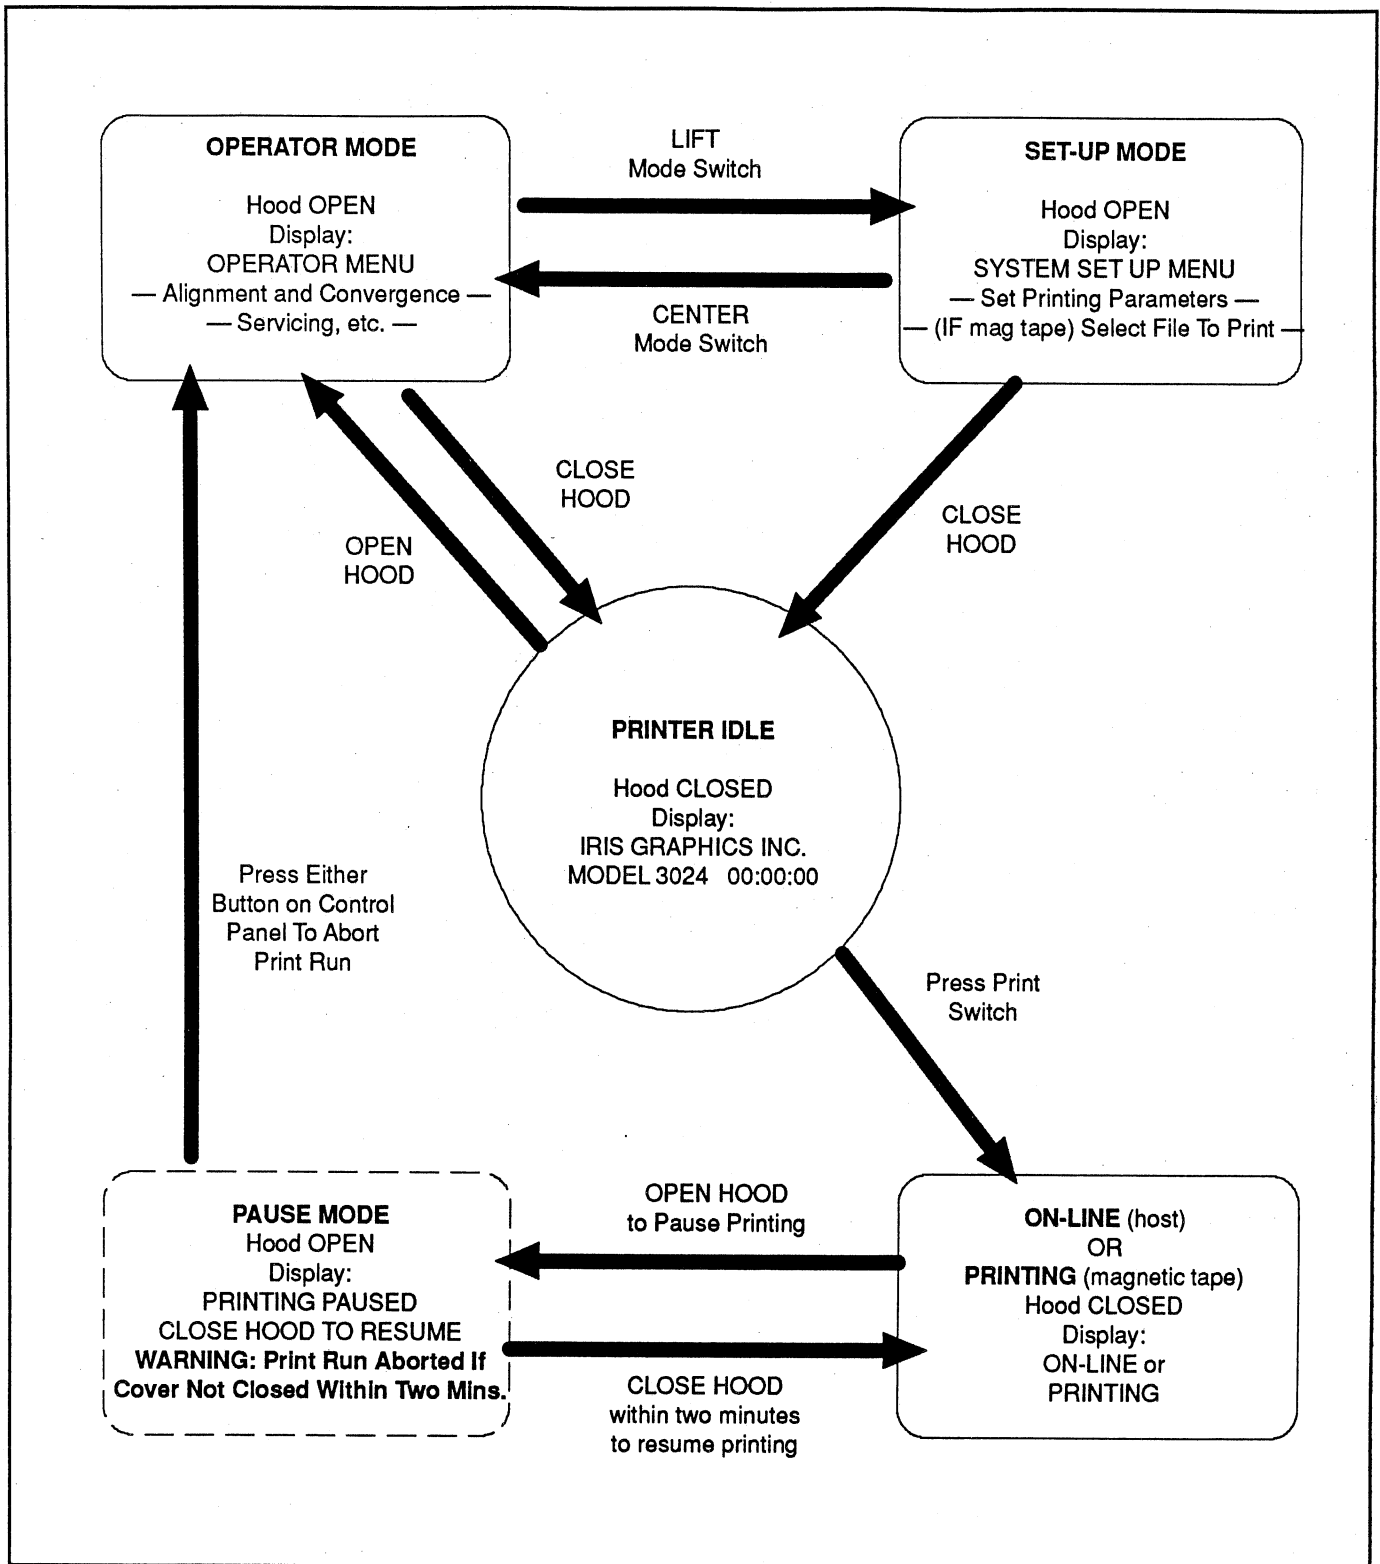 OPERATOR MODE
Hood OPEN
Display:
OPERATOR MENU
— Alignment and Convergence —
— Servicing, etc. —
LIFT
Mode Switch
CENTER
Mode Switch
SET-UP MODE
Hood OPEN
Display:
SYSTEM SET UP MENU
— Set Printing Parameters —
— (IF mag tape) Select File To Print —
CLOSE
HOOD
OPEN
HOOD
CLOSE
HOOD
PRINTER IDLE
Hood CLOSED
Display:
IRIS GRAPHICS INC.
MODEL 3024 00:00:00
Press Either
Button on Control
Panel To Abort
Print Run
Press Print
Switch
PAUSE MODE
Hood OPEN
Display:
PRINTING PAUSED
CLOSE HOOD TO RESUME
WARNING: Print Run Aborted If
Cover Not Closed Within Two Mins.
OPEN HOOD
to Pause Printing
CLOSE HOOD
within two minutes
to resume printing
ON-LINE (host)
OR
PRINTING (magnetic tape)
Hood CLOSED
Display:
ON-LINE or
PRINTING